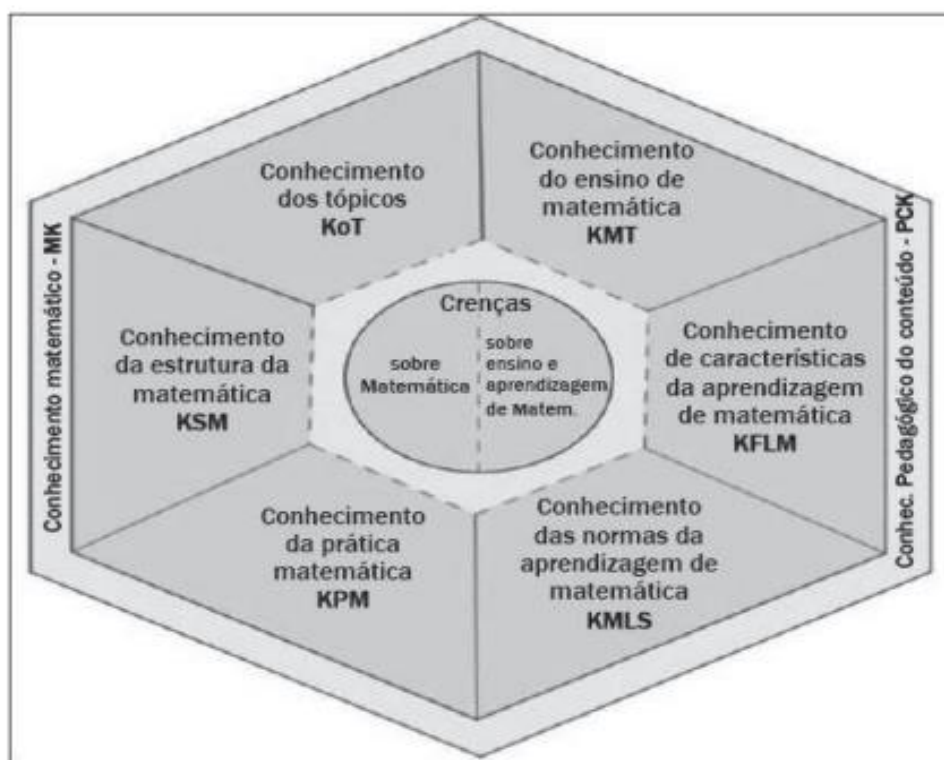 Conhecimento
dos tópicos
KoT
Conhecimento
do ensino de
matemática
KMT
Conhecimento matemático - MK
Conhec. Pedagógico do conteúdo - PCK
Crenças
sobre
Matemática
sobre
ensino e
aprendizagem
de Matem.
Conhecimento
da estrutura da
matemática
KSM
Conhecimento
de características
da aprendizagem
de matemática
KFLM
Conhecimento
da prática
matemática
KPM
Conhecimento
das normas da
aprendizagem de
matemática
KMLS